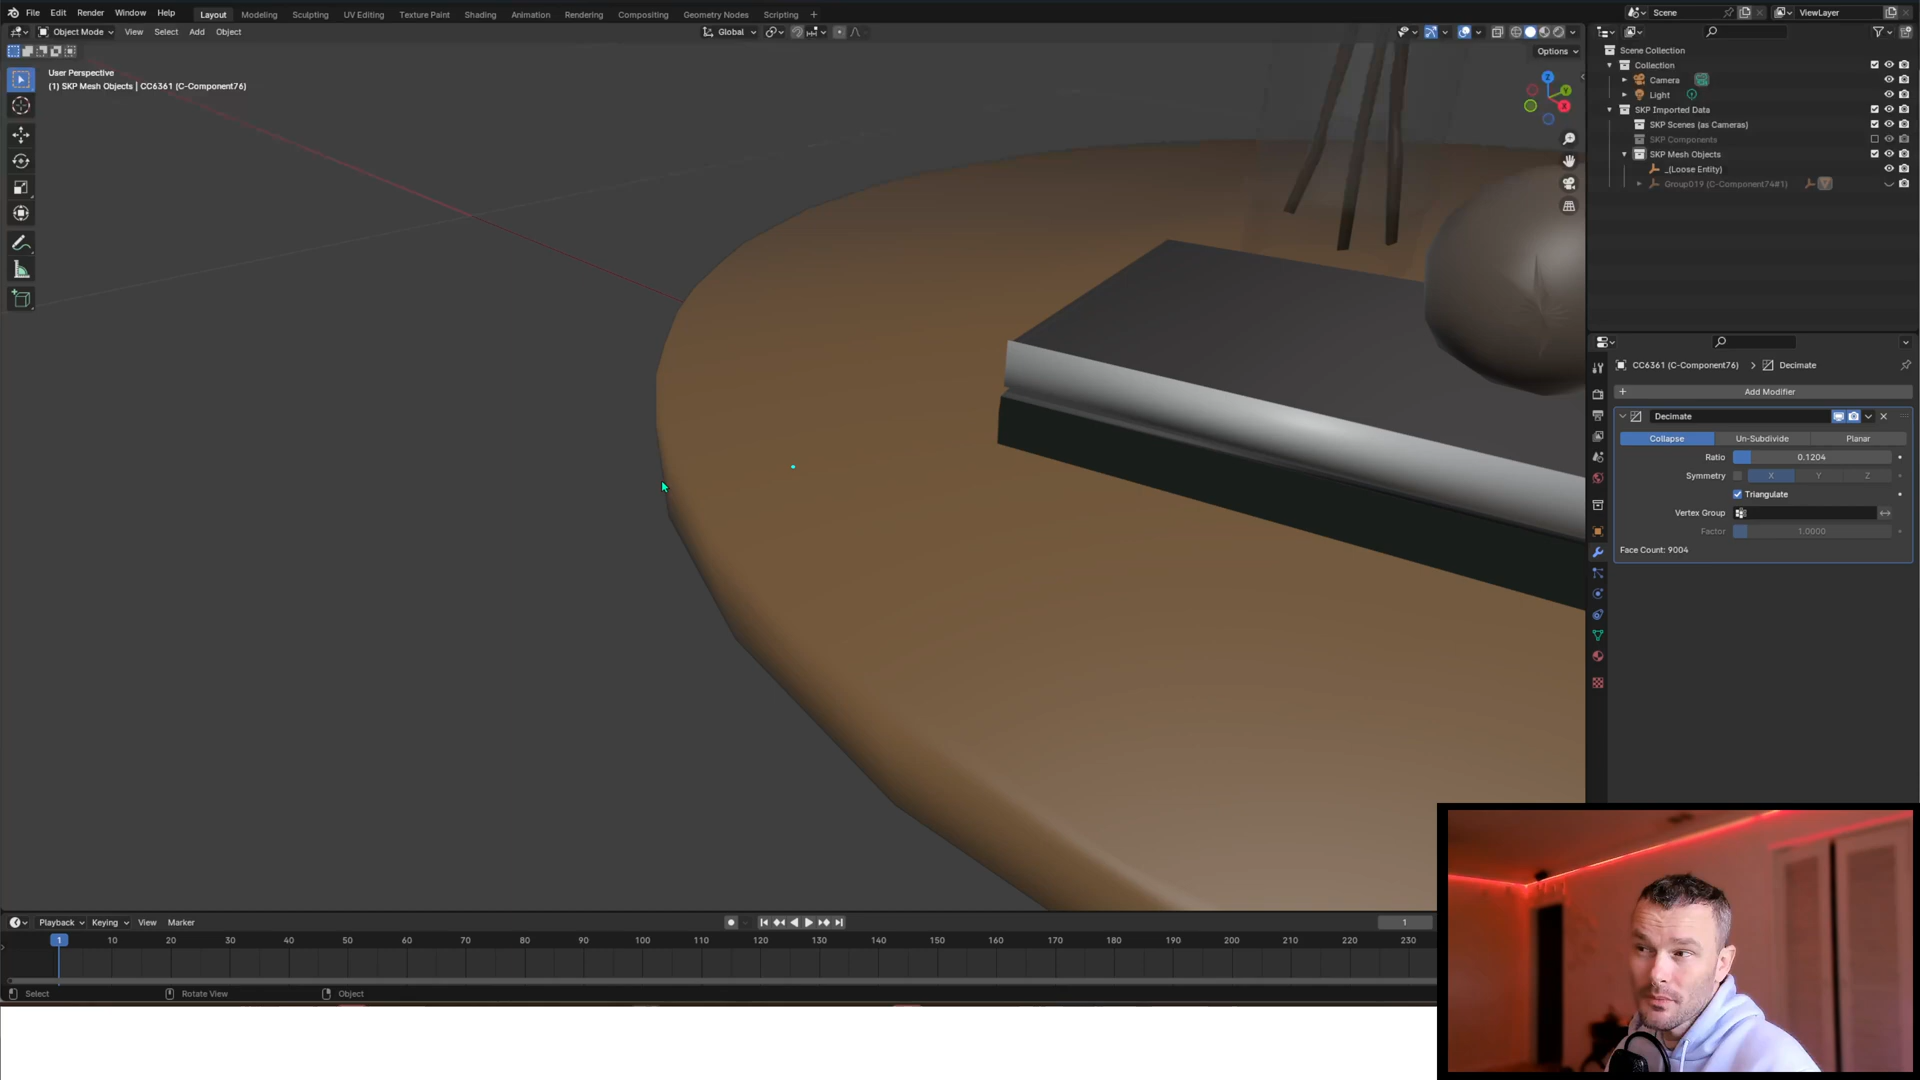 File Edit Render Window Help Layout Modeling Sculpting UV Editing Texture Paint Shading Animation Rendering Compositing Geometry Nodes Scripting + Scene ViewLayer
Object Mode View Select Add Object Global
Options
User Perspective
(1) SKP Mesh Objects | CC6361 (C-Component76)
Z
Y
X
Scene Collection
Collection
Camera
Light
SKP Imported Data
SKP Scenes (as Cameras)
SKP Components
SKP Mesh Objects
_(Loose Entity)
Group019 (C-Component74#1)
CC6361 (C-Component76) > Decimate
+ Add Modifier
Decimate
Collapse Un-Subdivide Planar
Ratio 0.1204
Symmetry X Y Z
Triangulate
Vertex Group
Factor 1.0000
Face Count: 9004
Playback Keying View Marker 1
1 10 20 30 40 50 60 70 80 90 100 110 120 130 140 150 160 170 180 190 200 210 220 230
Select Rotate View Object